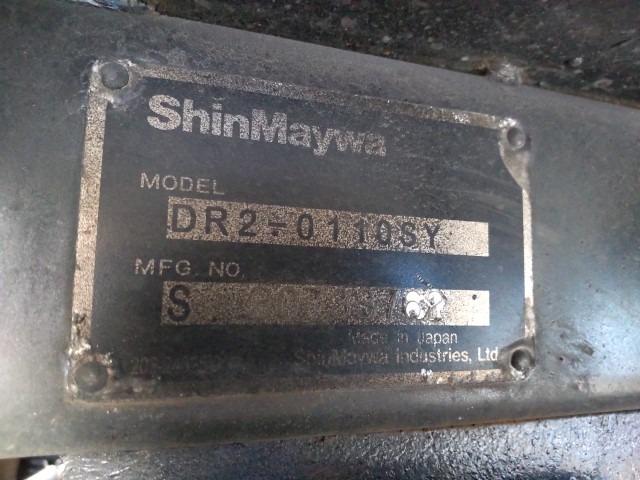 ShinMaywa
MODEL
DR2-0110SY
MFG. NO.
S
Made in Japan
ShinMaywa Industries, Ltd.